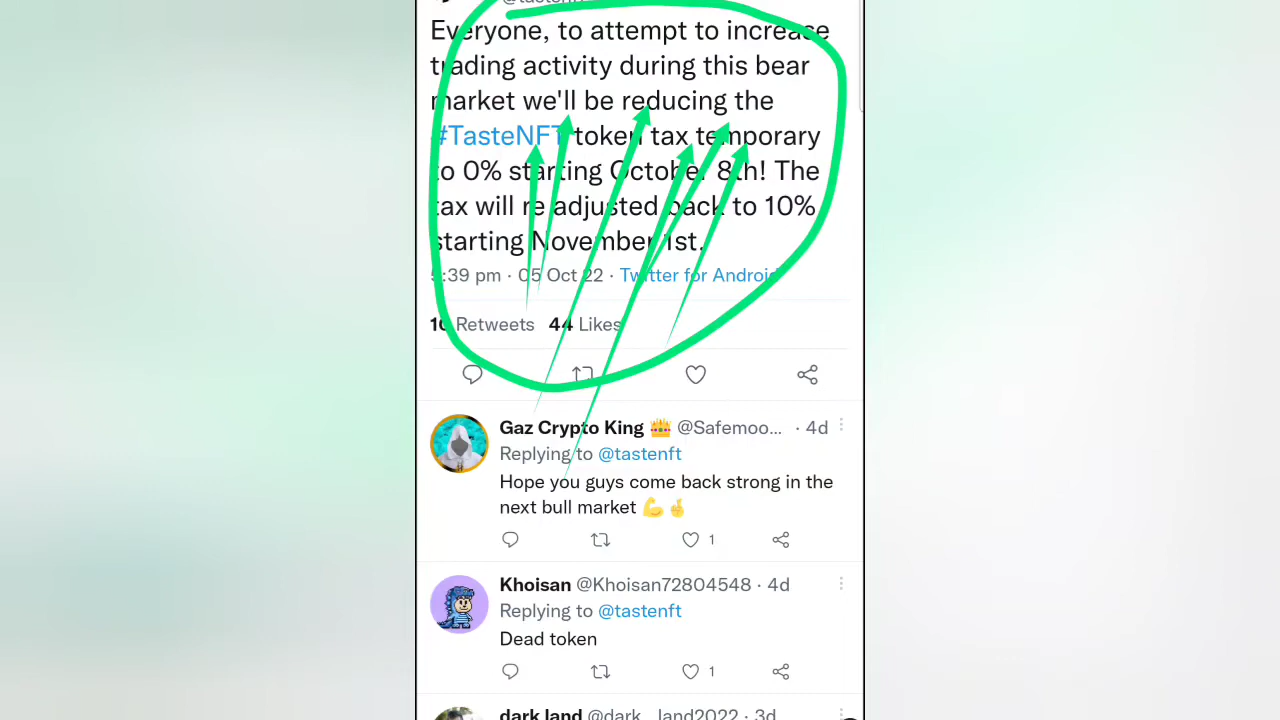 Everyone, to attempt to increase
trading activity during this bear
market we'll be reducing the
#TasteNFT token tax temporary
to 0% starting October 8th! The
tax will re adjusted back to 10%
starting November 1st.
5:39 pm · 05 Oct 22 · Twitter for Android
Retweets 44 Likes
Gaz Crypto King 👑 @Safemoo... · 4d
Replying to @tastenft
Hope you guys come back strong in the
next bull market 💪🤞
1
Khoisan @Khoisan72804548 · 4d
Replying to @tastenft
Dead token
1
dark land @dark_land2022 · 3d